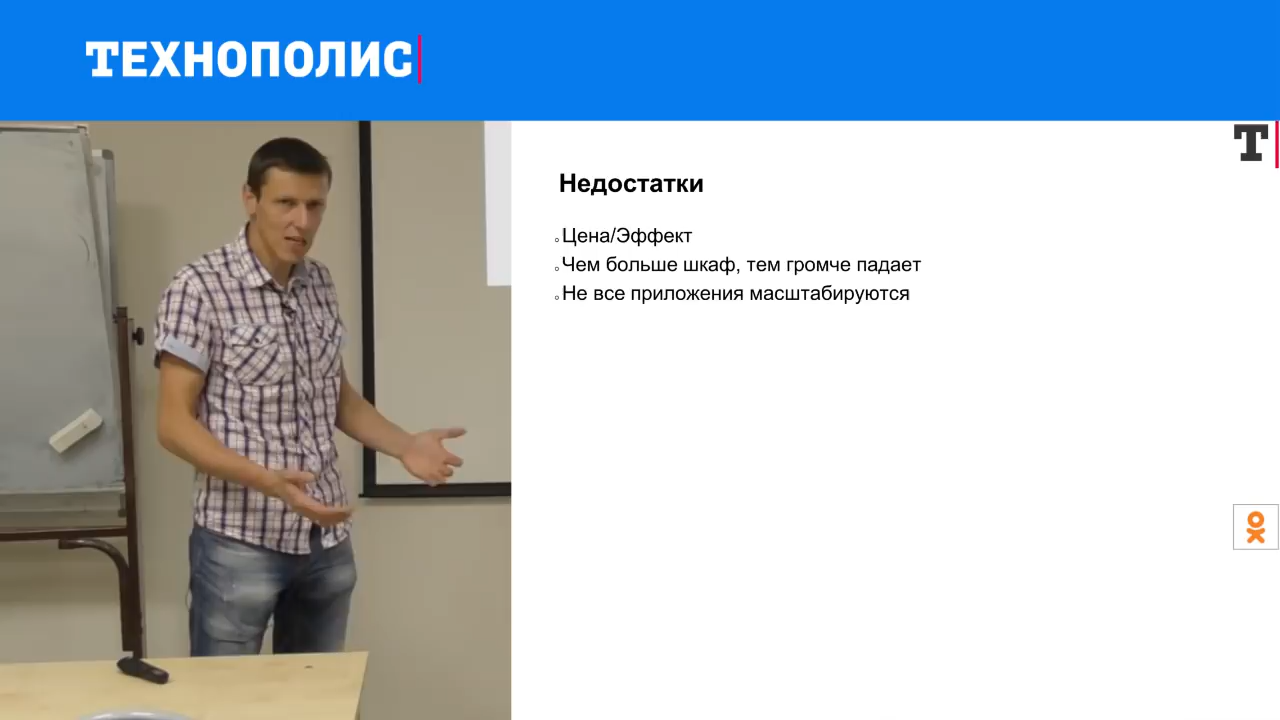 ТЕХНОПОЛИС
Т
Недостатки
Цена/Эффект
Чем больше шкаф, тем громче падает
Не все приложения масштабируются